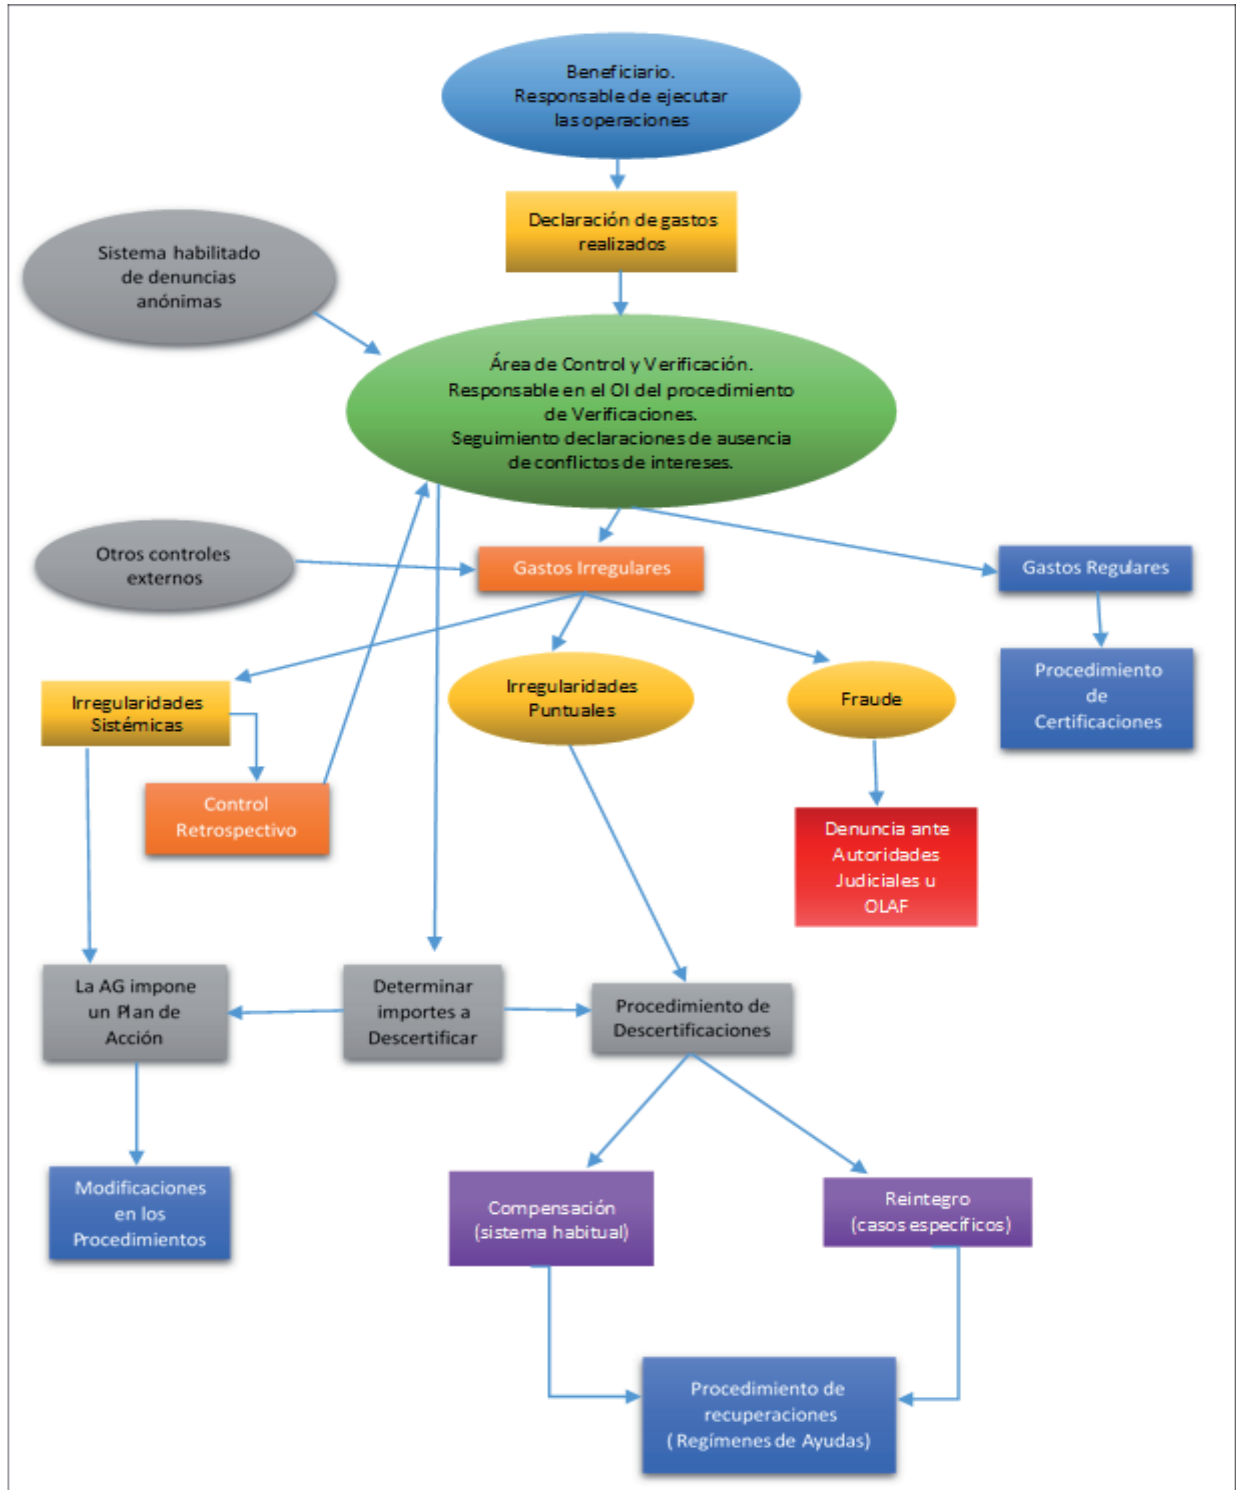 Beneficiario.
Responsable de ejecutar
las operaciones
Declaración de gastos
realizados
Sistema habilitado
de denuncias
anónimas
Área de Control y Verificación.
Responsable en el OI del procedimiento
de Verificaciones.
Seguimiento declaraciones de ausencia
de conflictos de intereses.
Otros controles
externos
Gastos Irregulares
Gastos Regulares
Irregularidades
Sistémicas
Irregularidades
Puntuales
Fraude
Procedimiento
de
Certificaciones
Control
Retrospectivo
Denuncia ante
Autoridades
Judiciales u
OLAF
La AG impone
un Plan de
Acción
Determinar
importes a
Descertificar
Procedimiento de
Descertificaciones
Modificaciones
en los
Procedimientos
Compensación
(sistema habitual)
Reintegro
(casos específicos)
Procedimiento de
recuperaciones
( Regímenes de Ayudas)